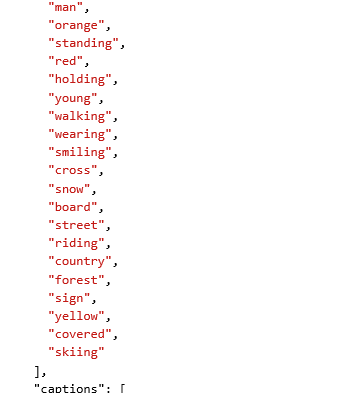 "man",
"orange",
"standing",
"red",
"holding",
"young",
"walking",
"wearing",
"smiling",
"cross",
"snow",
"board",
"street",
"riding",
"country",
"forest",
"sign",
"yellow",
"covered",
"skiing"
],
"captions": [